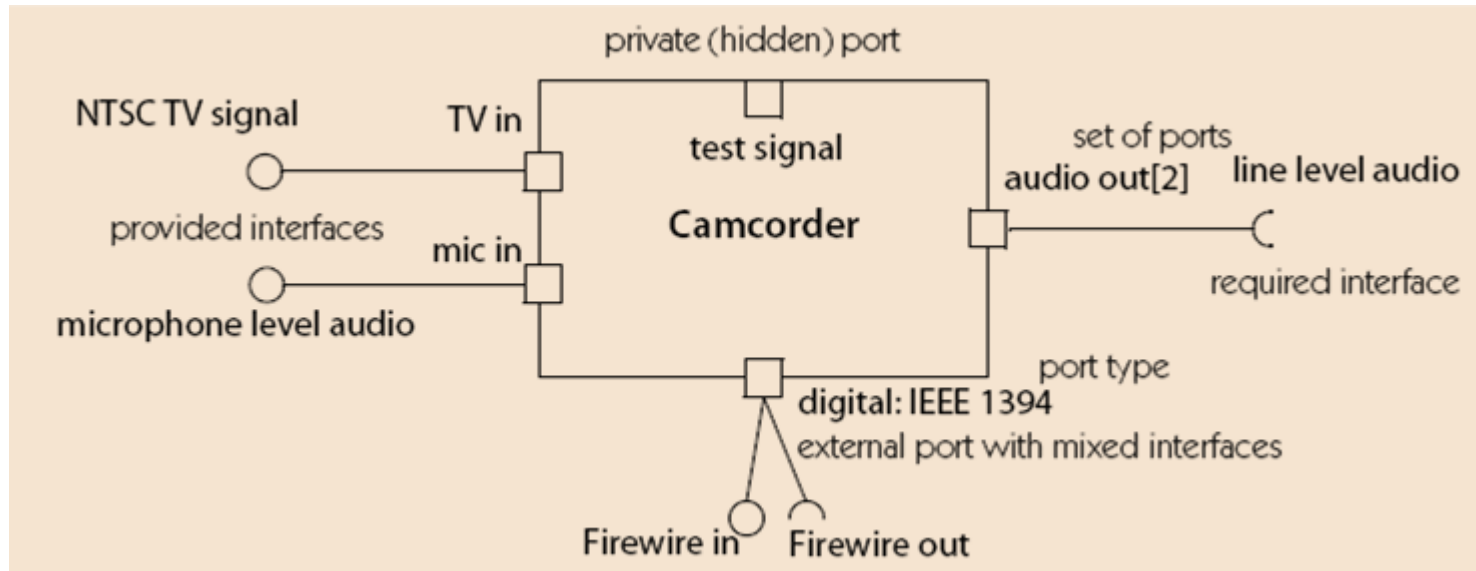 private (hidden) port
NTSC TV signal
TV in
test signal
set of ports
audio out[2]
line level audio
provided interfaces
Camcorder
mic in
required interface
microphone level audio
port type
digital: IEEE 1394
external port with mixed interfaces
Firewire in
Firewire out